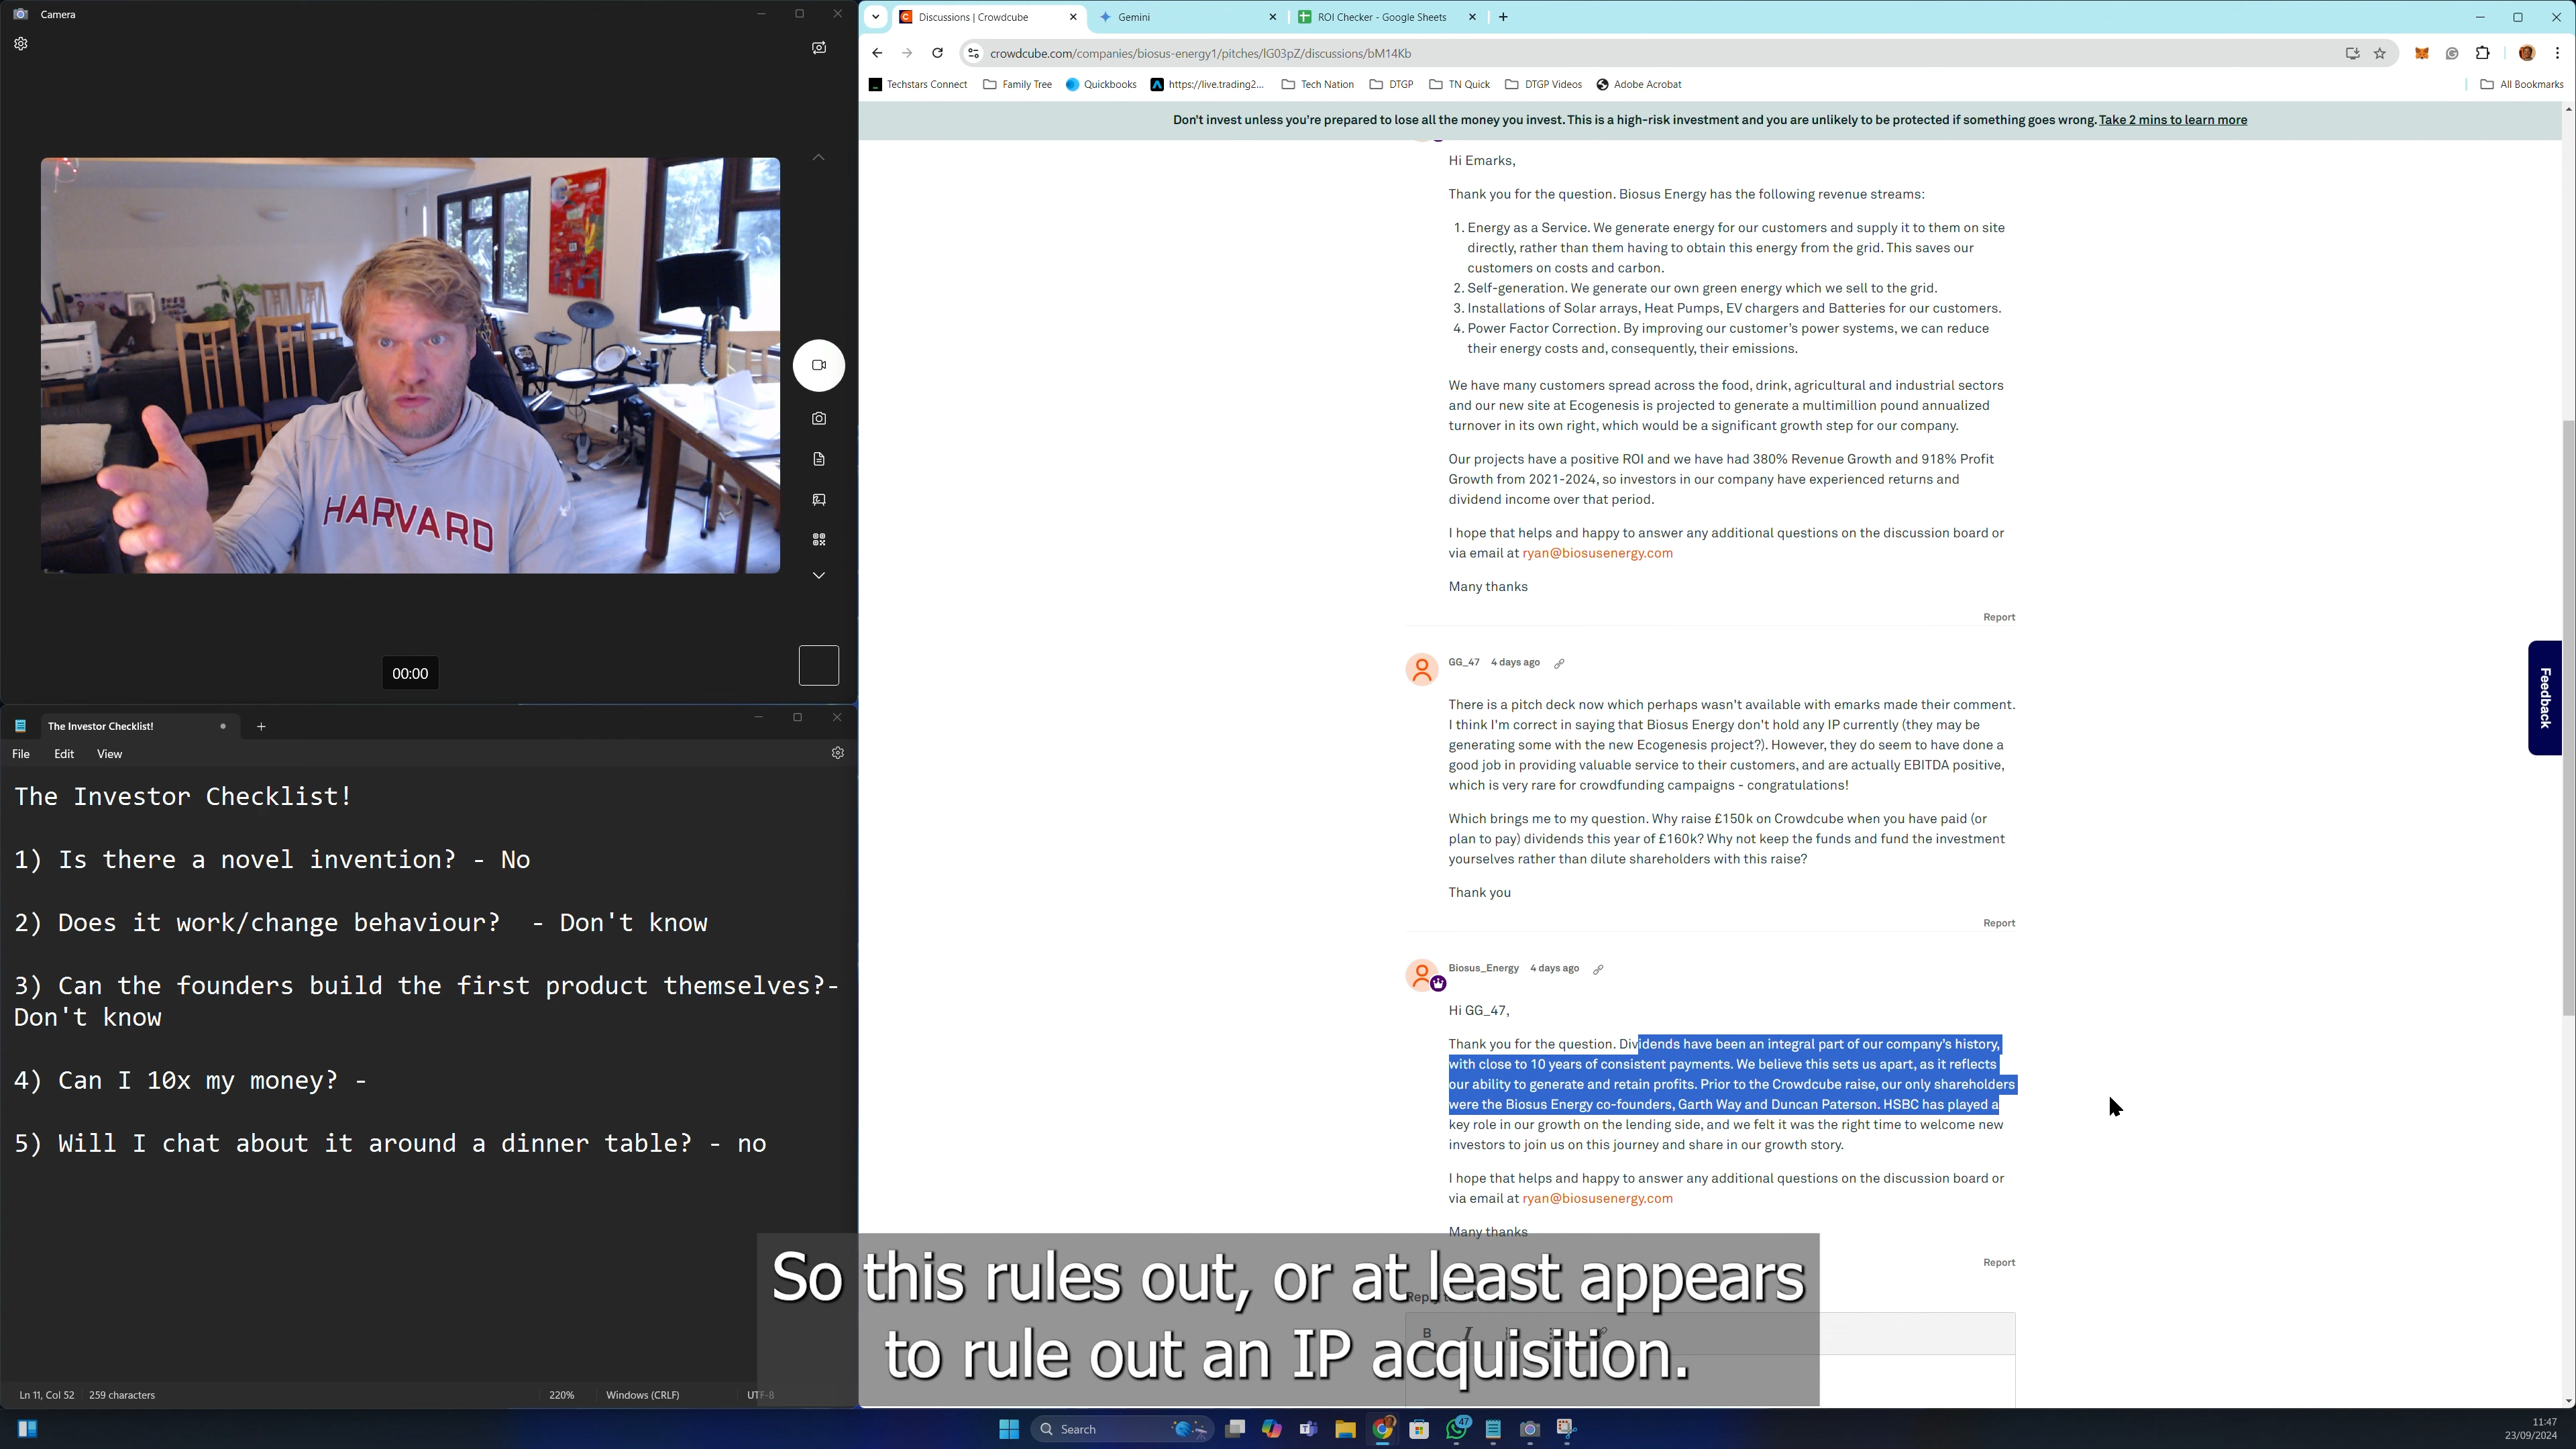 Camera
HARVARD
00:00
The Investor Checklist!
File Edit View
The Investor Checklist!
1) Is there a novel invention? - No
2) Does it work/change behaviour?  - Don't know
3) Can the founders build the first product themselves?-
Don't know
4) Can I 10x my money? -
5) Will I chat about it around a dinner table? - no
Ln 11, Col 52 259 characters 220% Windows (CRLF) UTF-8
Discussions | Crowdcube Gemini ROI Checker - Google Sheets
crowdcube.com/companies/biosus-energy1/pitches/lG03pZ/discussions/bM14Kb
Techstars Connect Family Tree Quickbooks https://live.trading2... Tech Nation DTGP TN Quick DTGP Videos Adobe Acrobat All Bookmarks
Don't invest unless you're prepared to lose all the money you invest. This is a high-risk investment and you are unlikely to be protected if something goes wrong. Take 2 mins to learn more
Hi Emarks,
Thank you for the question. Biosus Energy has the following revenue streams:
1. Energy as a Service. We generate energy for our customers and supply it to them on site
directly, rather than them having to obtain this energy from the grid. This saves our
customers on costs and carbon.
2. Self-generation. We generate our own green energy which we sell to the grid.
3. Installations of Solar arrays, Heat Pumps, EV chargers and Batteries for our customers.
4. Power Factor Correction. By improving our customer's power systems, we can reduce
their energy costs and, consequently, their emissions.
We have many customers spread across the food, drink, agricultural and industrial sectors
and our new site at Ecogenesis is projected to generate a multimillion pound annualized
turnover in its own right, which would be a significant growth step for our company.
Our projects have a positive ROI and we have had 380% Revenue Growth and 918% Profit
Growth from 2021-2024, so investors in our company have experienced returns and
dividend income over that period.
I hope that helps and happy to answer any additional questions on the discussion board or
via email at ryan@biosusenergy.com
Many thanks
Report
GG_47 4 days ago
There is a pitch deck now which perhaps wasn't available with emarks made their comment.
I think I'm correct in saying that Biosus Energy don't hold any IP currently (they may be
generating some with the new Ecogenesis project?). However, they do seem to have done a
good job in providing valuable service to their customers, and are actually EBITDA positive,
which is very rare for crowdfunding campaigns - congratulations!
Which brings me to my question. Why raise £150k on Crowdcube when you have paid (or
plan to pay) dividends this year of £160k? Why not keep the funds and fund the investment
yourselves rather than dilute shareholders with this raise?
Thank you
Report
Biosus_Energy 4 days ago
Hi GG_47,
Thank you for the question. Dividends have been an integral part of our company's history,
with close to 10 years of consistent payments. We believe this sets us apart, as it reflects
our ability to generate and retain profits. Prior to the Crowdcube raise, our only shareholders
were the Biosus Energy co-founders, Garth Way and Duncan Paterson. HSBC has played a
key role in our growth on the lending side, and we felt it was the right time to welcome new
investors to join us on this journey and share in our growth story.
I hope that helps and happy to answer any additional questions on the discussion board or
via email at ryan@biosusenergy.com
Many thanks
Report
Feedback
So this rules out, or at least appears
to rule out an IP acquisition.
B I
Search
47
11:47
23/09/2024